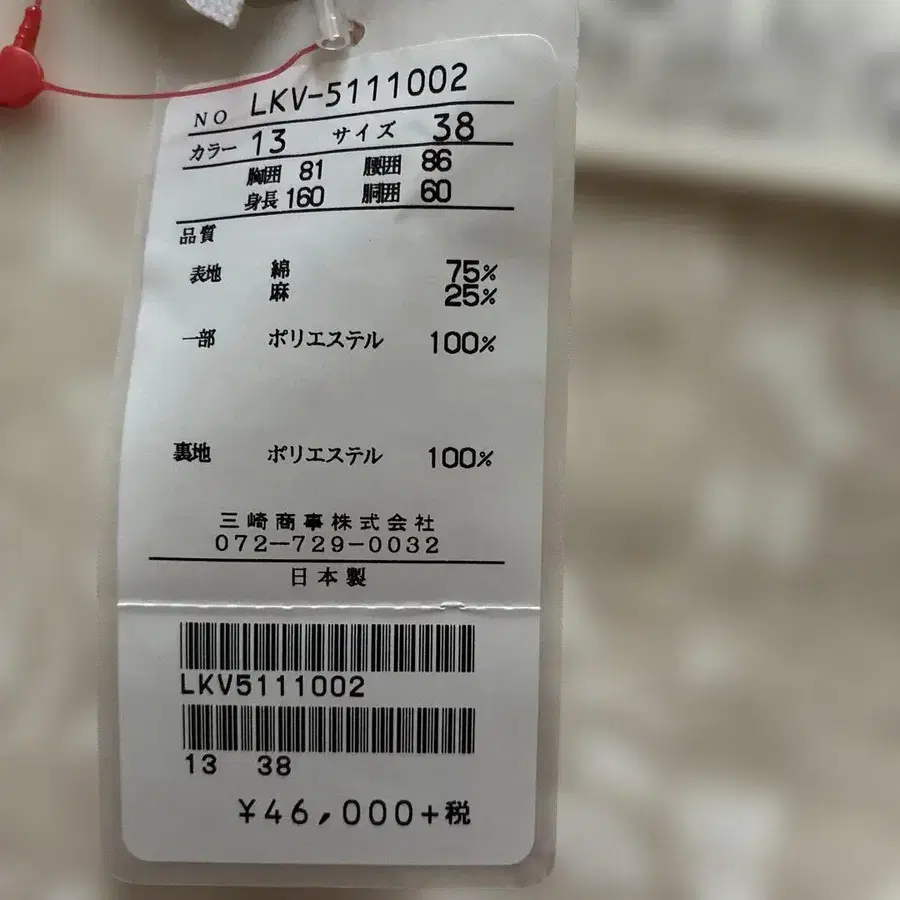 NO LKV-5111002
カラー 13 サイズ 38
胸囲 81 腰囲 86
身長 160 胴囲 60
品質
表地 綿 75%
麻 25%
一部 ポリエステル 100%
裏地 ポリエステル 100%
三崎商事株式会社
072-729-0032
日本製
LKV5111002
13 38
¥46,000+税